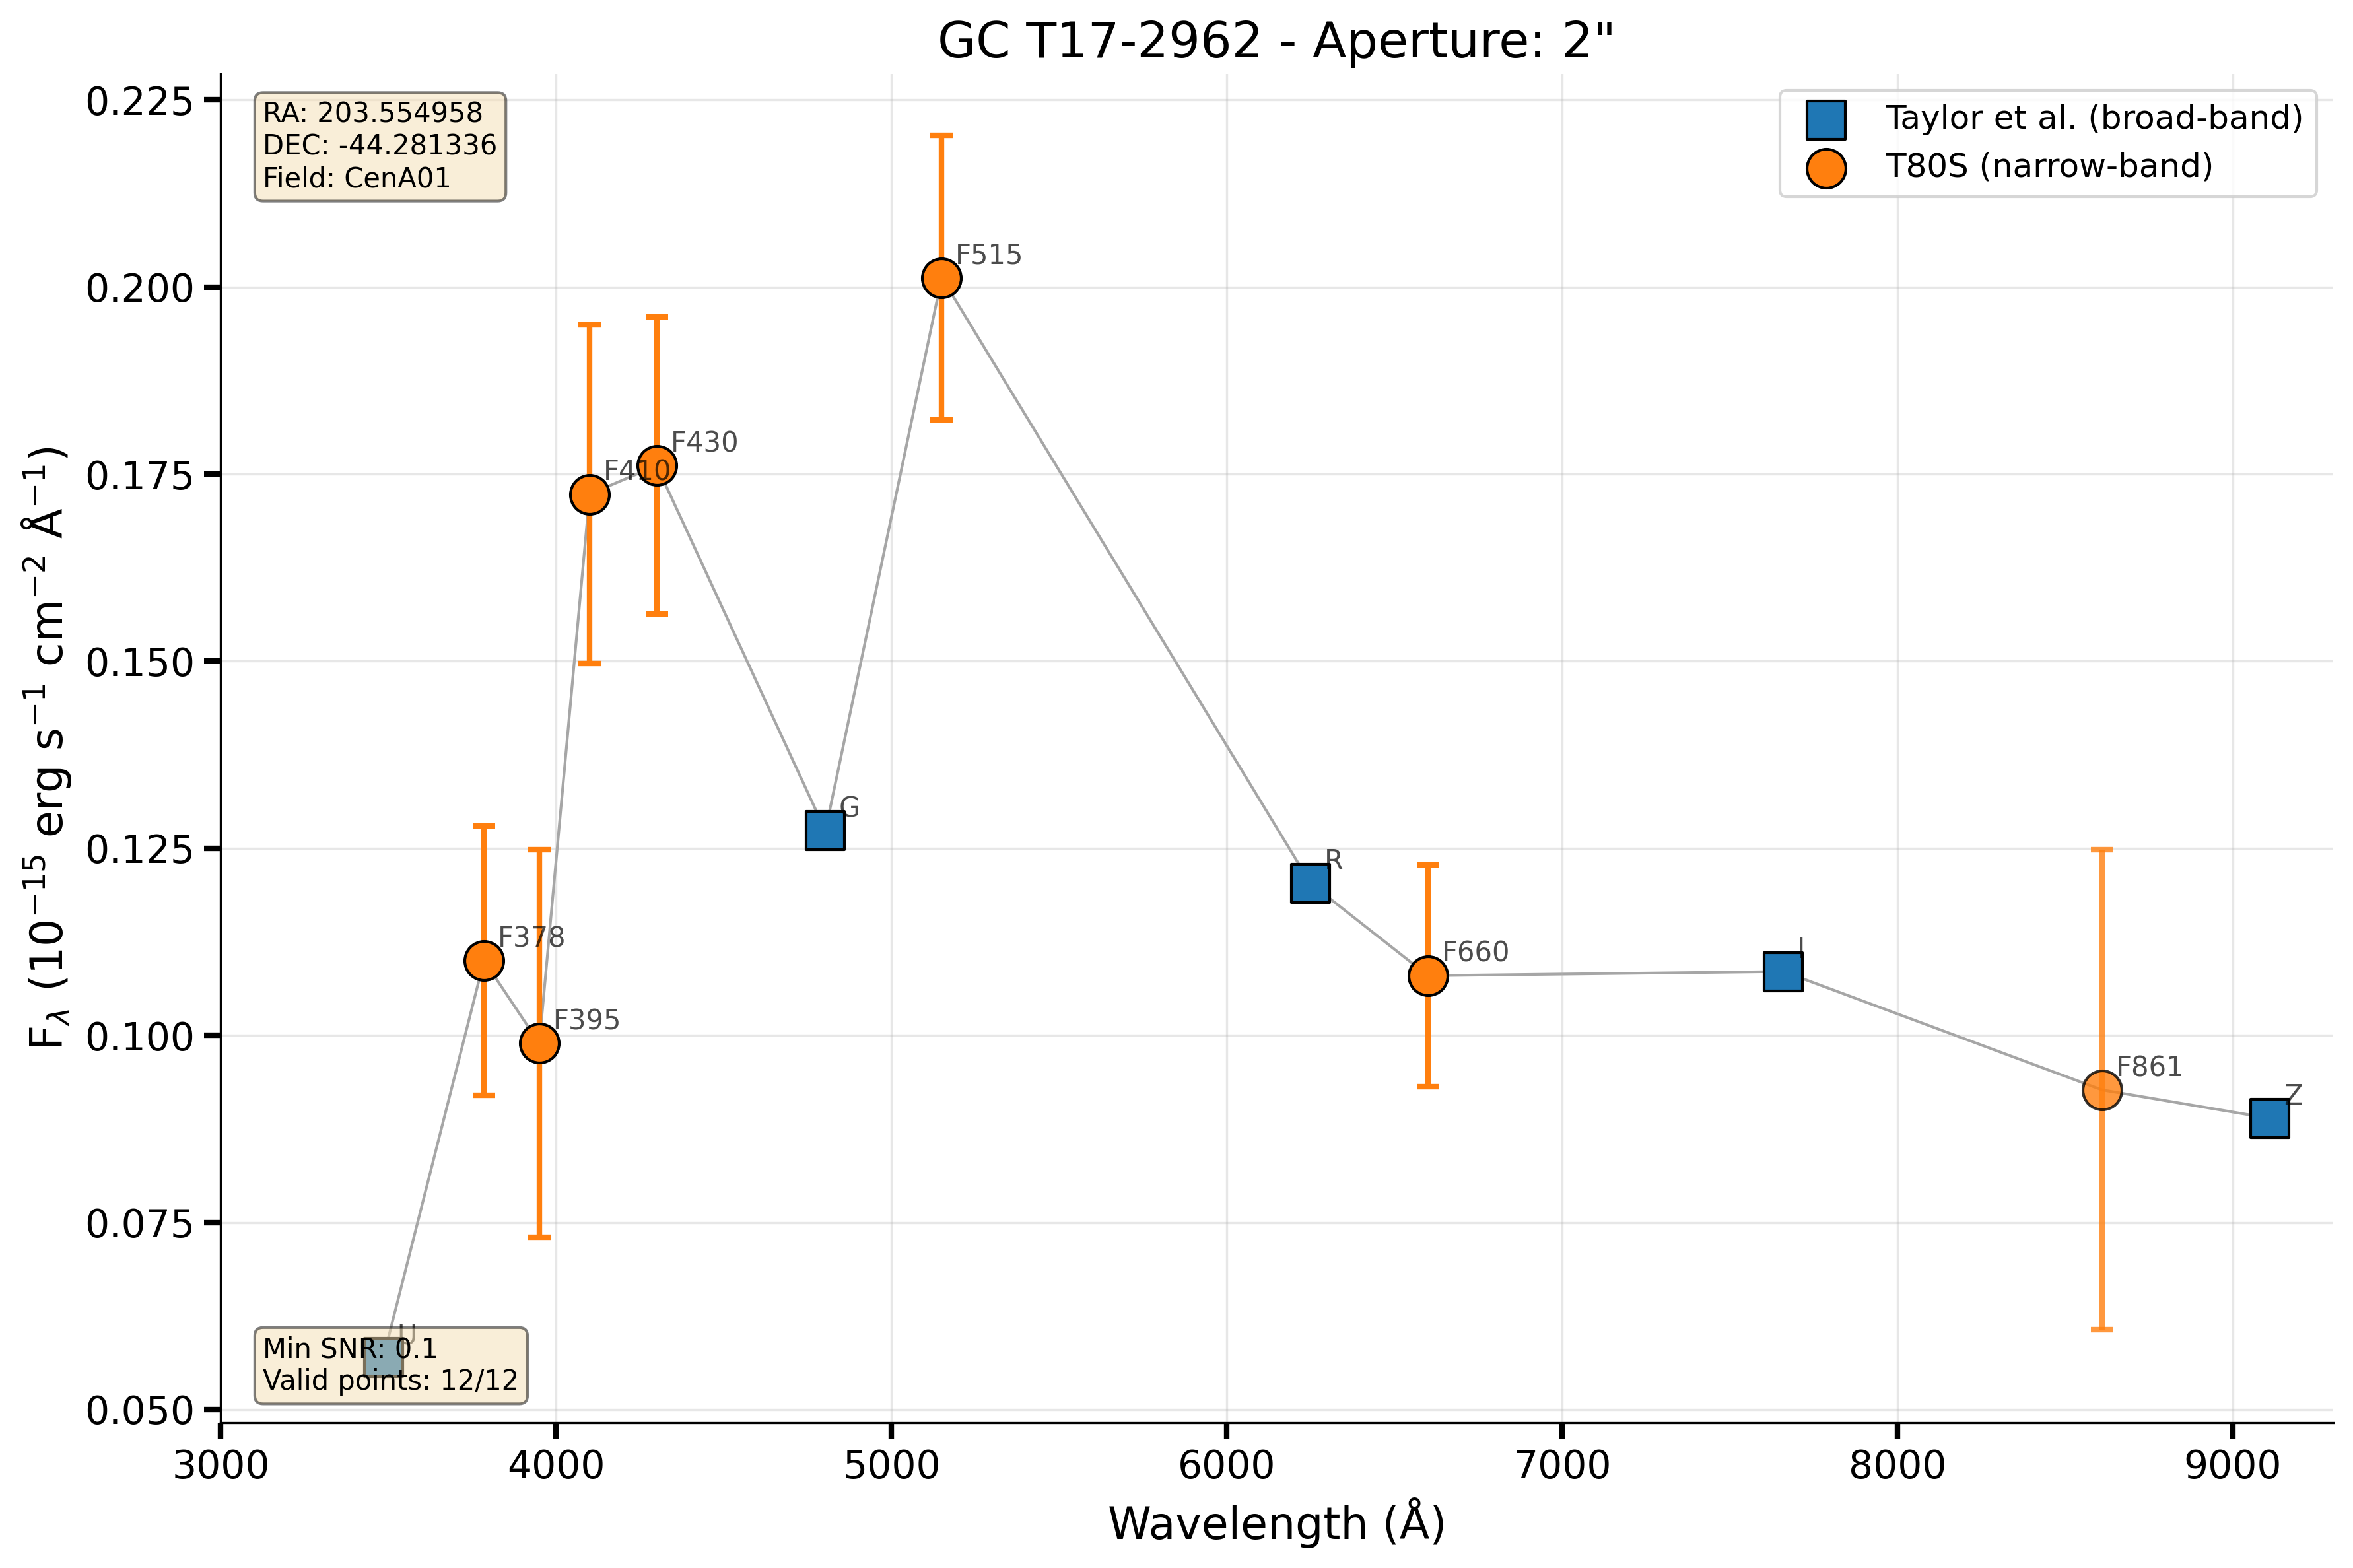 GC T17-2962 - Aperture: 2"
RA: 203.554958
DEC: -44.281336
Field: CenA01
Taylor et al. (broad-band)
T80S (narrow-band)
F_λ (10⁻¹⁵ erg s⁻¹ cm⁻² Å⁻¹)
0.225
0.200
0.175
0.150
0.125
0.100
0.075
0.050
F515
F430
F410
G
R
F378
F660
I
F395
F861
Z
U
Min SNR: 0.1
Valid points: 12/12
3000
4000
5000
6000
7000
8000
9000
Wavelength (Å)